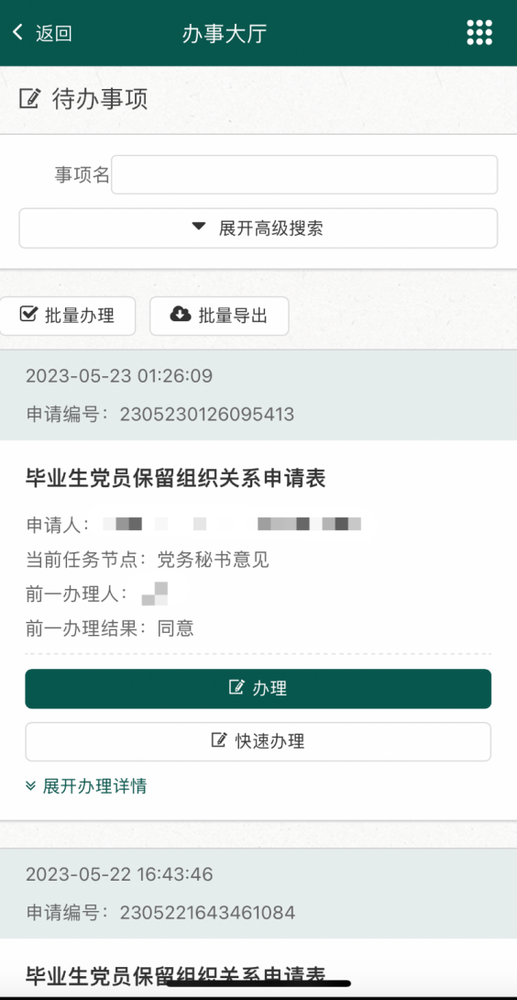 返回
办事大厅
待办事项
事项名
展开高级搜索
批量办理
批量导出
2023-05-23 01:26:09
申请编号：2305230126095413
毕业生党员保留组织关系申请表
申请人：
当前任务节点：党务秘书意见
前一办理人：
前一办理结果：同意
办理
快速办理
展开办理详情
2023-05-22 16:43:46
申请编号：2305221643461084
毕业生党员保留组织关系申请表